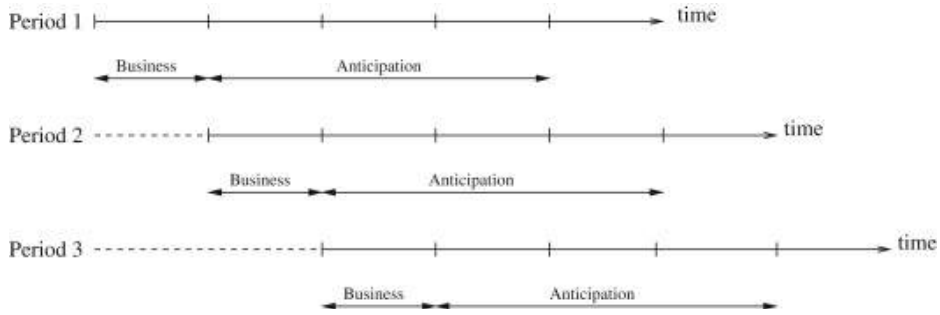 Period 1 time
Business Anticipation
Period 2 time
Business Anticipation
Period 3 time
Business Anticipation